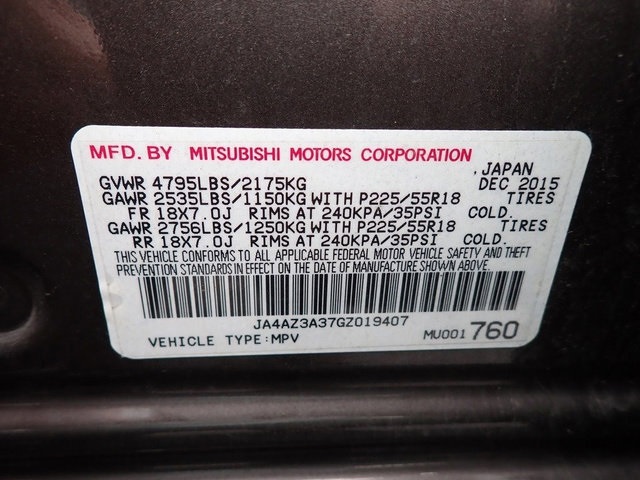 MFD. BY MITSUBISHI MOTORS CORPORATION
, JAPAN
GVWR 4795LBS/2175KG DEC 2015
GAWR 2535LBS/1150KG WITH P225/55R18 TIRES
FR 18X7.0J RIMS AT 240KPA/35PSI COLD.
GAWR 2756LBS/1250KG WITH P225/55R18 TIRES
RR 18X7.0J RIMS AT 240KPA/35PSI COLD.
THIS VEHICLE CONFORMS TO ALL APPLICABLE FEDERAL MOTOR VEHICLE SAFETY AND THEFT
PREVENTION STANDARDS IN EFFECT ON THE DATE OF MANUFACTURE SHOWN ABOVE.
JA4AZ3A37GZ019407
VEHICLE TYPE:MPV MU001760